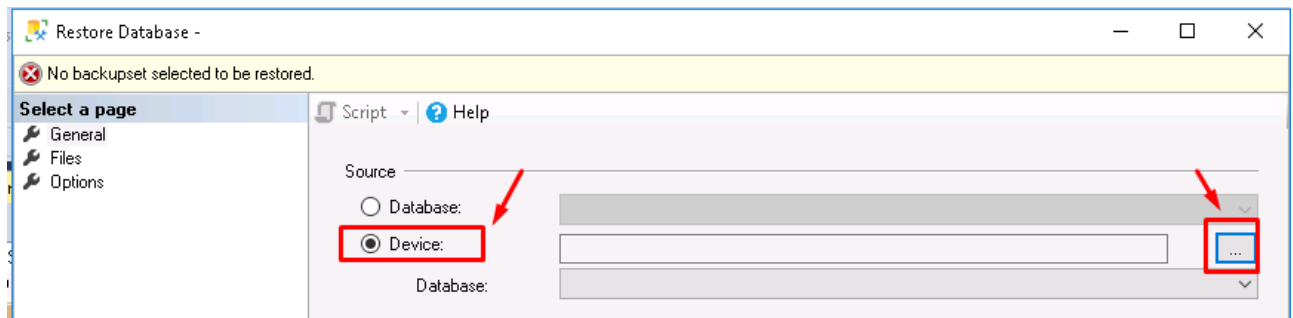 Restore Database -
No backupset selected to be restored.
Select a page
Script
Help
General
Files
Options
Source
Database:
Device:
...
Database: